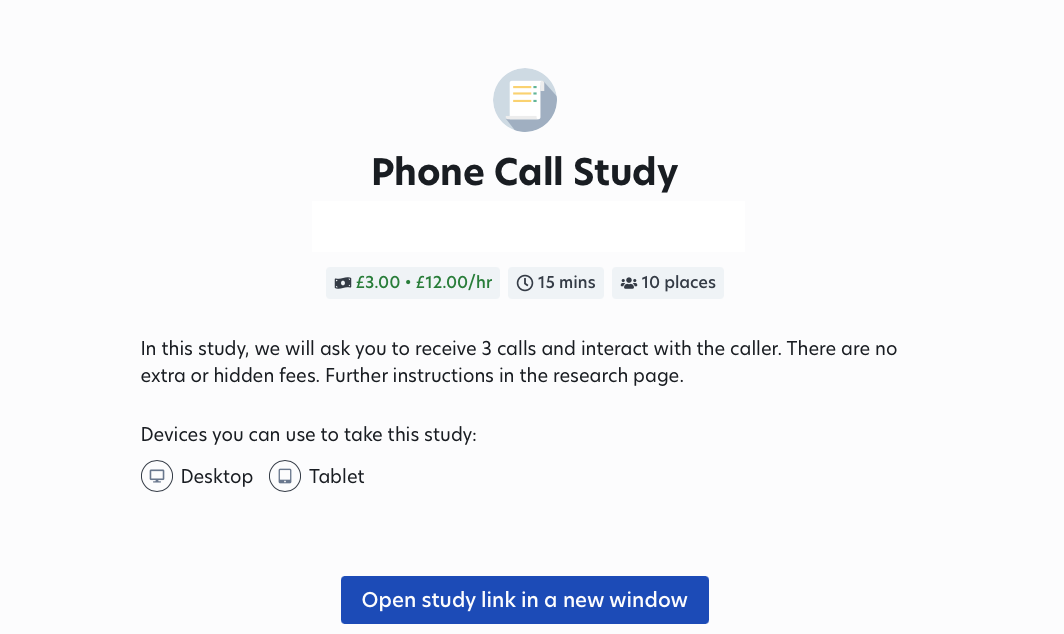 Phone Call Study
£3.00 • £12.00/hr 15 mins 10 places
In this study, we will ask you to receive 3 calls and interact with the caller. There are no
extra or hidden fees. Further instructions in the research page.
Devices you can use to take this study:
Desktop Tablet
Open study link in a new window